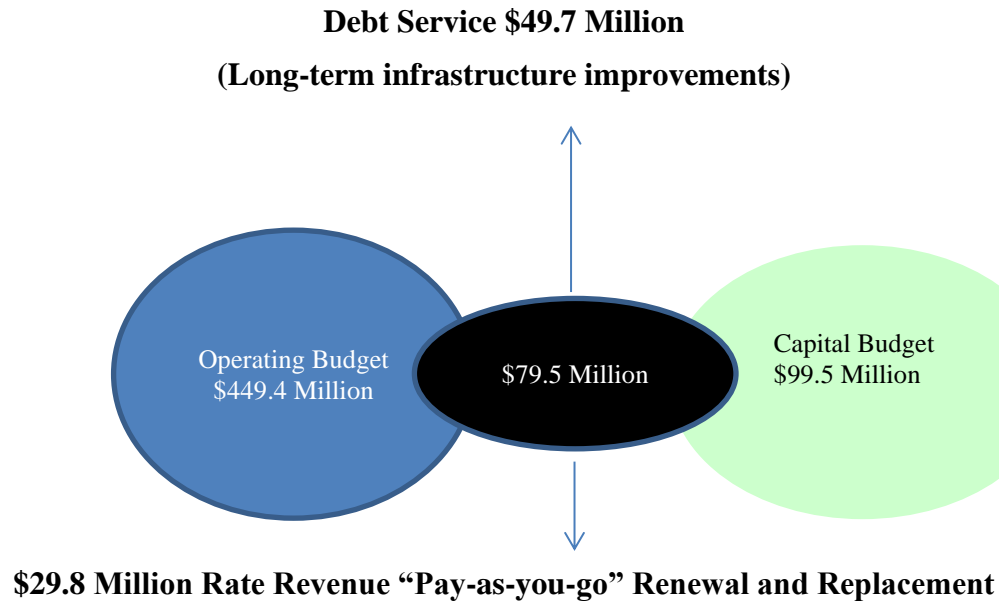 Debt Service $49.7 Million
(Long-term infrastructure improvements)
Operating Budget
$449.4 Million
$79.5 Million
Capital Budget
$99.5 Million
$29.8 Million Rate Revenue “Pay-as-you-go” Renewal and Replacement